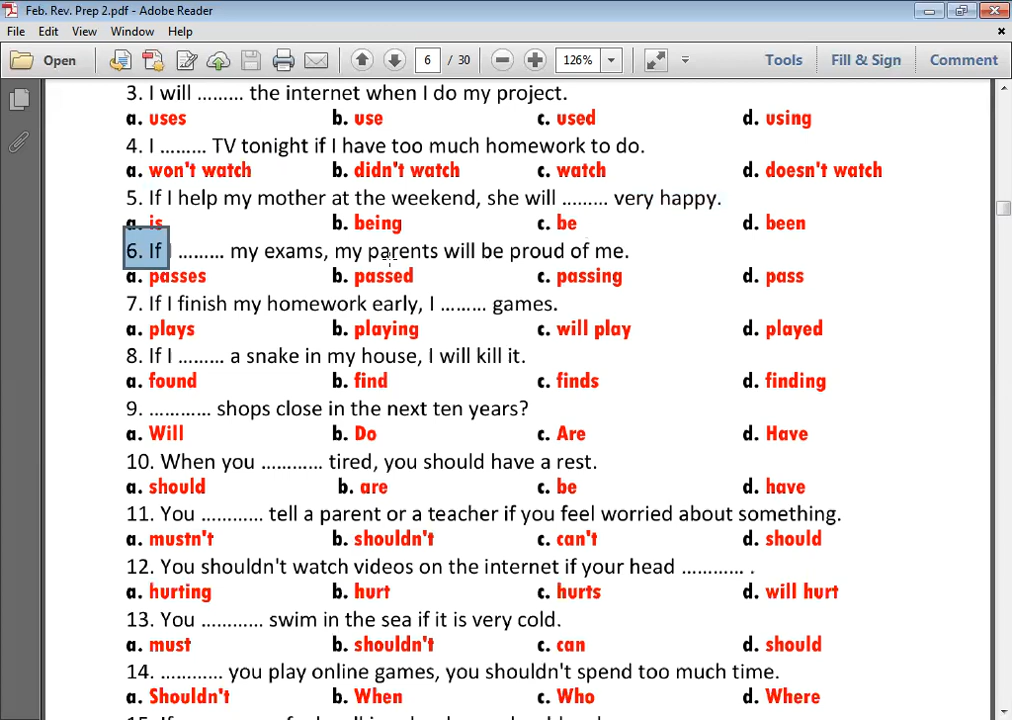 Feb. Rev. Prep 2.pdf - Adobe Reader
File Edit View Window Help
Open 6 / 30 126% Tools Fill & Sign Comment
3. I will ......... the internet when I do my project.
a. uses b. use c. used d. using
4. I ......... TV tonight if I have too much homework to do.
a. won't watch b. didn't watch c. watch d. doesn't watch
5. If I help my mother at the weekend, she will ......... very happy.
a. is b. being c. be d. been
6. If I ......... my exams, my parents will be proud of me.
a. passes b. passed c. passing d. pass
7. If I finish my homework early, I ......... games.
a. plays b. playing c. will play d. played
8. If I ......... a snake in my house, I will kill it.
a. found b. find c. finds d. finding
9. ............ shops close in the next ten years?
a. Will b. Do c. Are d. Have
10. When you ............ tired, you should have a rest.
a. should b. are c. be d. have
11. You ............ tell a parent or a teacher if you feel worried about something.
a. mustn't b. shouldn't c. can't d. should
12. You shouldn't watch videos on the internet if your head ............ .
a. hurting b. hurt c. hurts d. will hurt
13. You ............ swim in the sea if it is very cold.
a. must b. shouldn't c. can d. should
14. ............ you play online games, you shouldn't spend too much time.
a. Shouldn't b. When c. Who d. Where